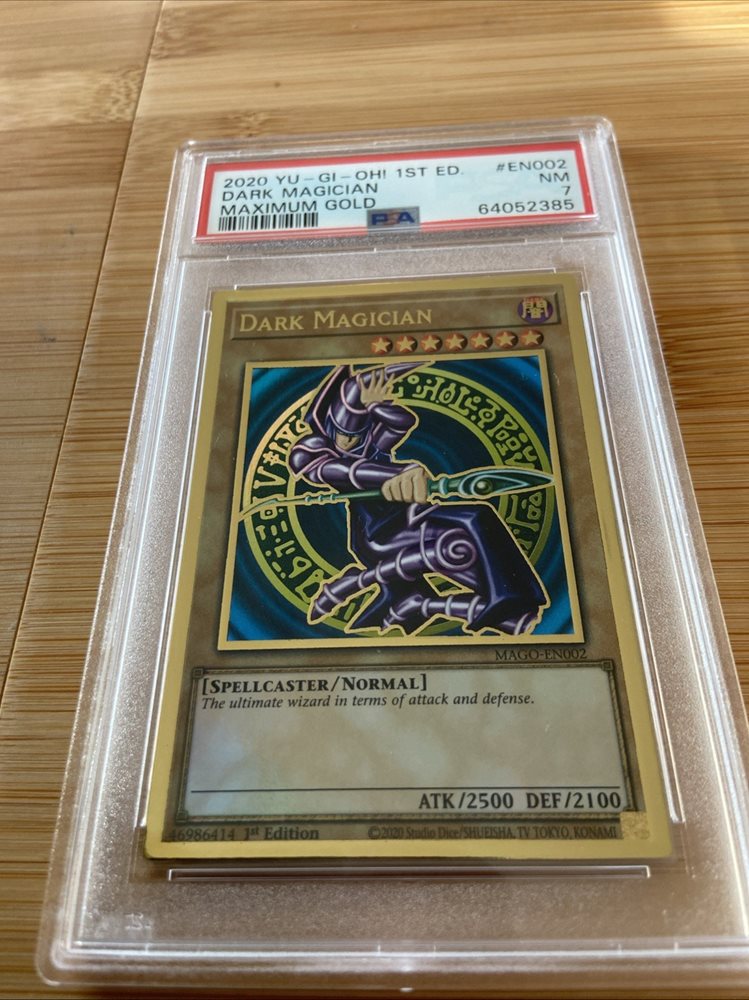 2020 YU-GI-OH! 1ST ED. #EN002
DARK MAGICIAN NM
MAXIMUM GOLD 7
PSA 64052385
DARK MAGICIAN 闇
MAGO-EN002
[SPELLCASTER/NORMAL]
The ultimate wizard in terms of attack and defense.
ATK/2500 DEF/2100
46986414 1st Edition ©2020 Studio Dice/SHUEISHA, TV TOKYO, KONAMI